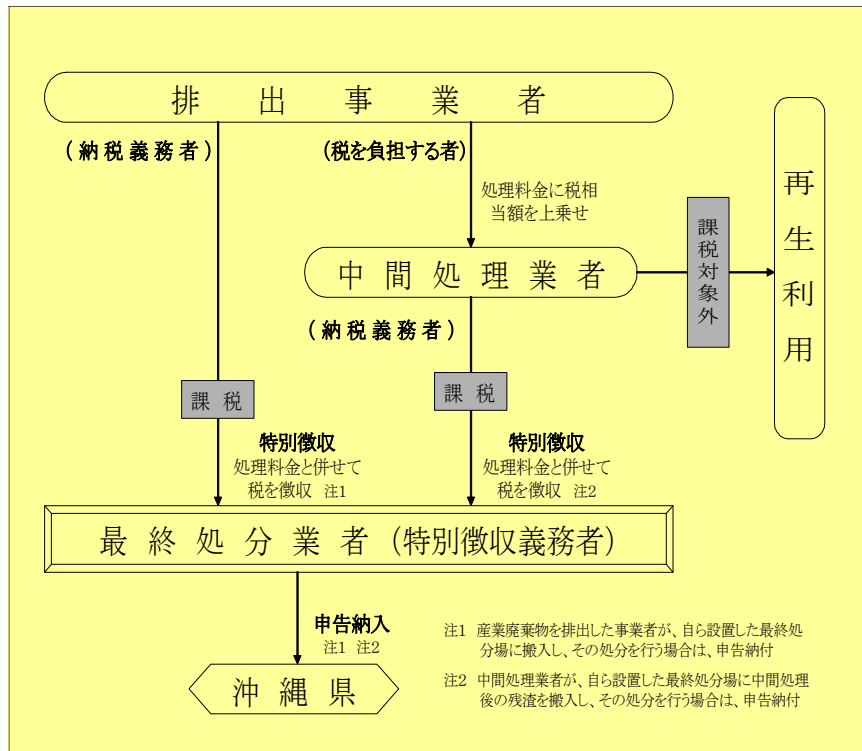 排出事業者
(納税義務者)
(税を負担する者)
処理料金に税相
当額を上乗せ
中間処理業者
課税対象外
再生利用
(納税義務者)
課税
課税
特別徴収
処理料金と併せて
税を徴収 注1
特別徴収
処理料金と併せて
税を徴収 注2
最終処分業者(特別徴収義務者)
申告納入
注1 注2
沖縄県
注1 産業廃棄物を排出した事業者が、自ら設置した最終処
分場に搬入し、その処分を行う場合は、申告納付
注2 中間処理業者が、自ら設置した最終処分場に中間処理
後の残渣を搬入し、その処分を行う場合は、申告納付